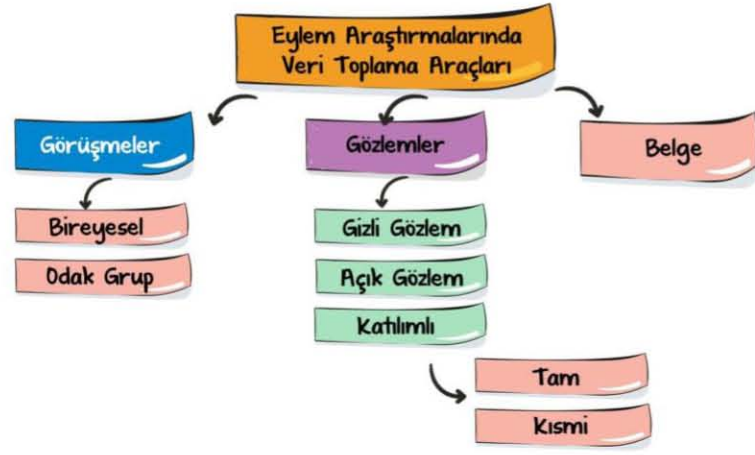 Eylem Araştırmalarında
Veri Toplama Araçları
Görüşmeler
Gözlemler
Belge
Bireyesel
Odak Grup
Gizli Gözlem
Açık Gözlem
Katılımlı
Tam
Kısmi